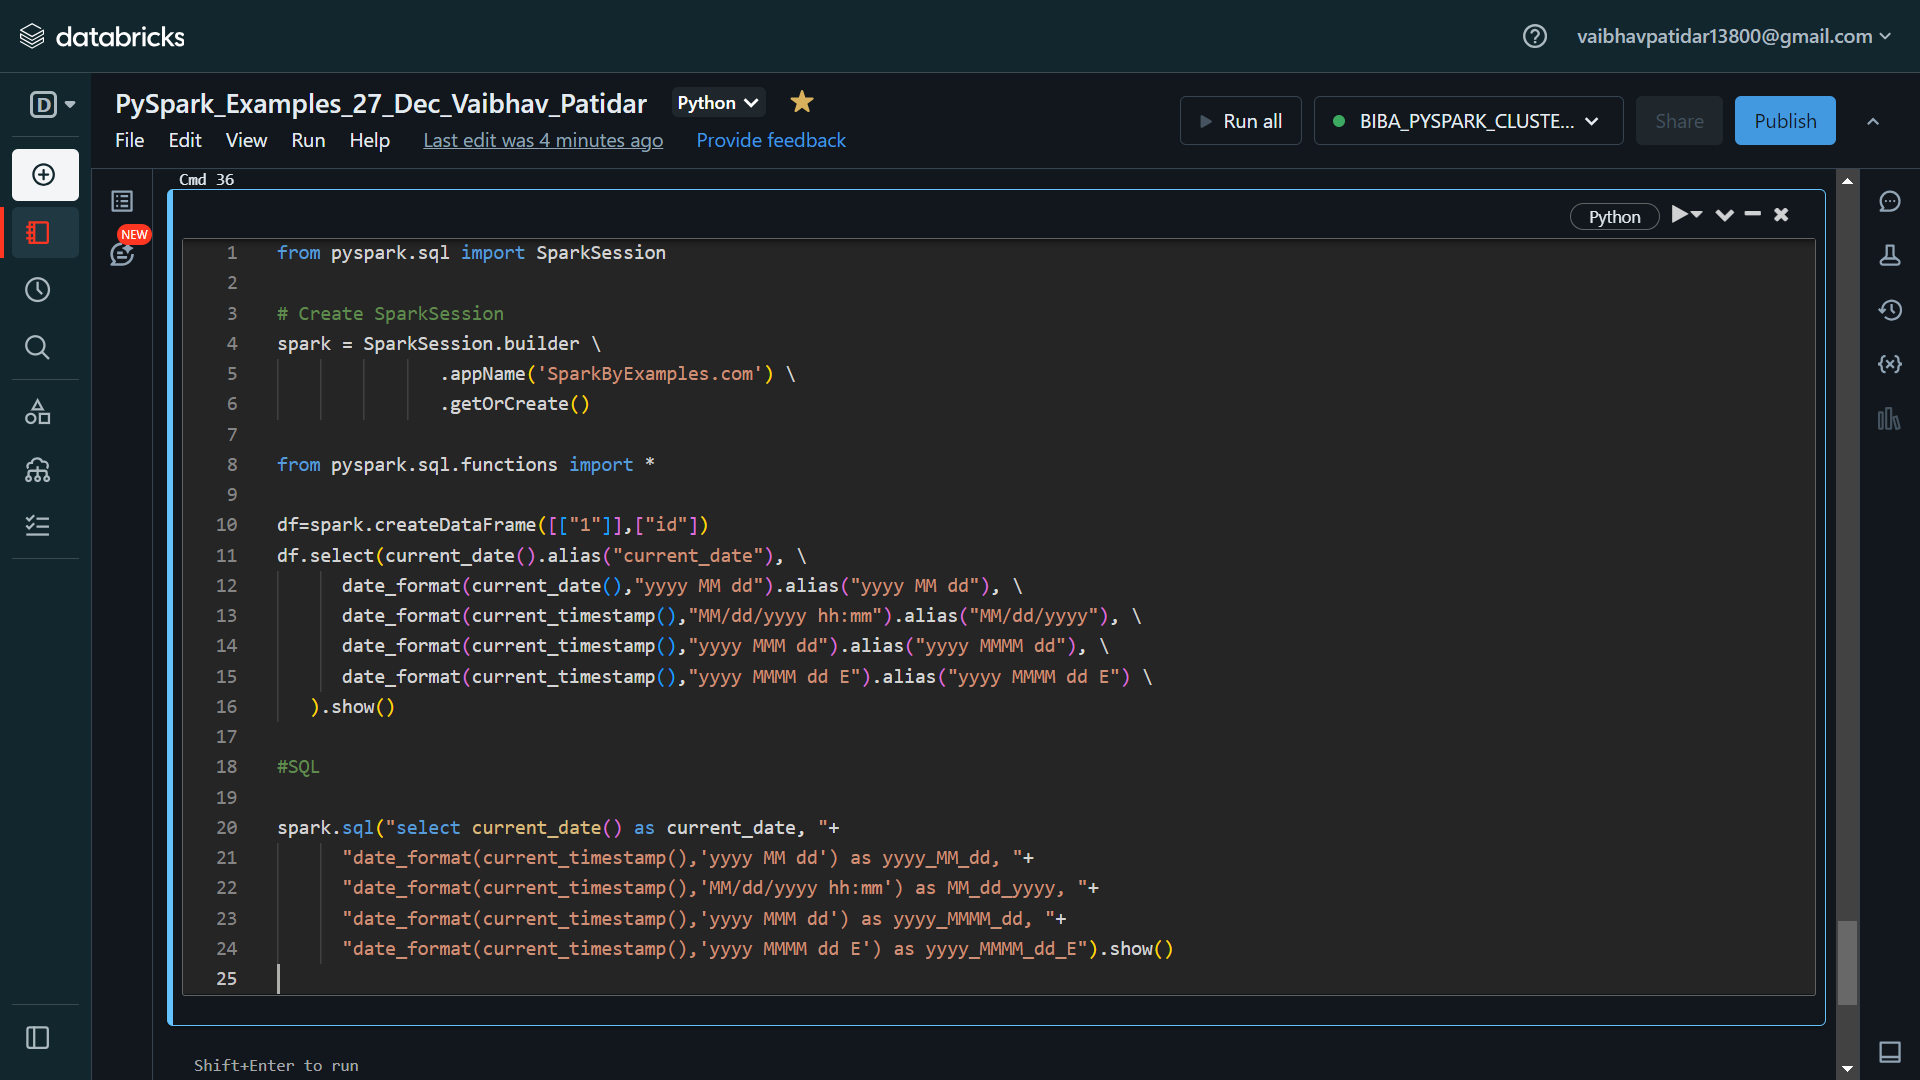 databricks
vaibhavpatidar13800@gmail.com
D
PySpark_Examples_27_Dec_Vaibhav_Patidar Python
File Edit View Run Help Last edit was 4 minutes ago Provide feedback
Run all BIBA_PYSPARK_CLUSTE... Share Publish
NEW
Cmd 36
Python
1 from pyspark.sql import SparkSession
2
3 # Create SparkSession
4 spark = SparkSession.builder \
5 .appName('SparkByExamples.com') \
6 .getOrCreate()
7
8 from pyspark.sql.functions import *
9
10 df=spark.createDataFrame([["1"]],["id"])
11 df.select(current_date().alias("current_date"), \
12 date_format(current_date(),"yyyy MM dd").alias("yyyy MM dd"), \
13 date_format(current_timestamp(),"MM/dd/yyyy hh:mm").alias("MM/dd/yyyy"), \
14 date_format(current_timestamp(),"yyyy MMM dd").alias("yyyy MMMM dd"), \
15 date_format(current_timestamp(),"yyyy MMMM dd E").alias("yyyy MMMM dd E") \
16 ).show()
17
18 #SQL
19
20 spark.sql("select current_date() as current_date, "+
21 "date_format(current_timestamp(),'yyyy MM dd') as yyyy_MM_dd, "+
22 "date_format(current_timestamp(),'MM/dd/yyyy hh:mm') as MM_dd_yyyy, "+
23 "date_format(current_timestamp(),'yyyy MMM dd') as yyyy_MMMM_dd, "+
24 "date_format(current_timestamp(),'yyyy MMMM dd E') as yyyy_MMMM_dd_E").show()
25
Shift+Enter to run